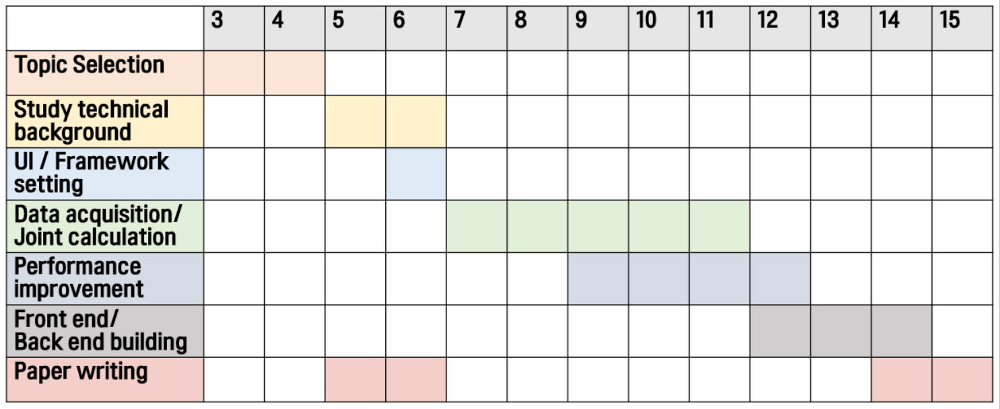 3 4 5 6 7 8 9 10 11 12 13 14 15
Topic Selection
Study technical
background
UI / Framework
setting
Data acquisition/
Joint calculation
Performance
improvement
Front end/
Back end building
Paper writing